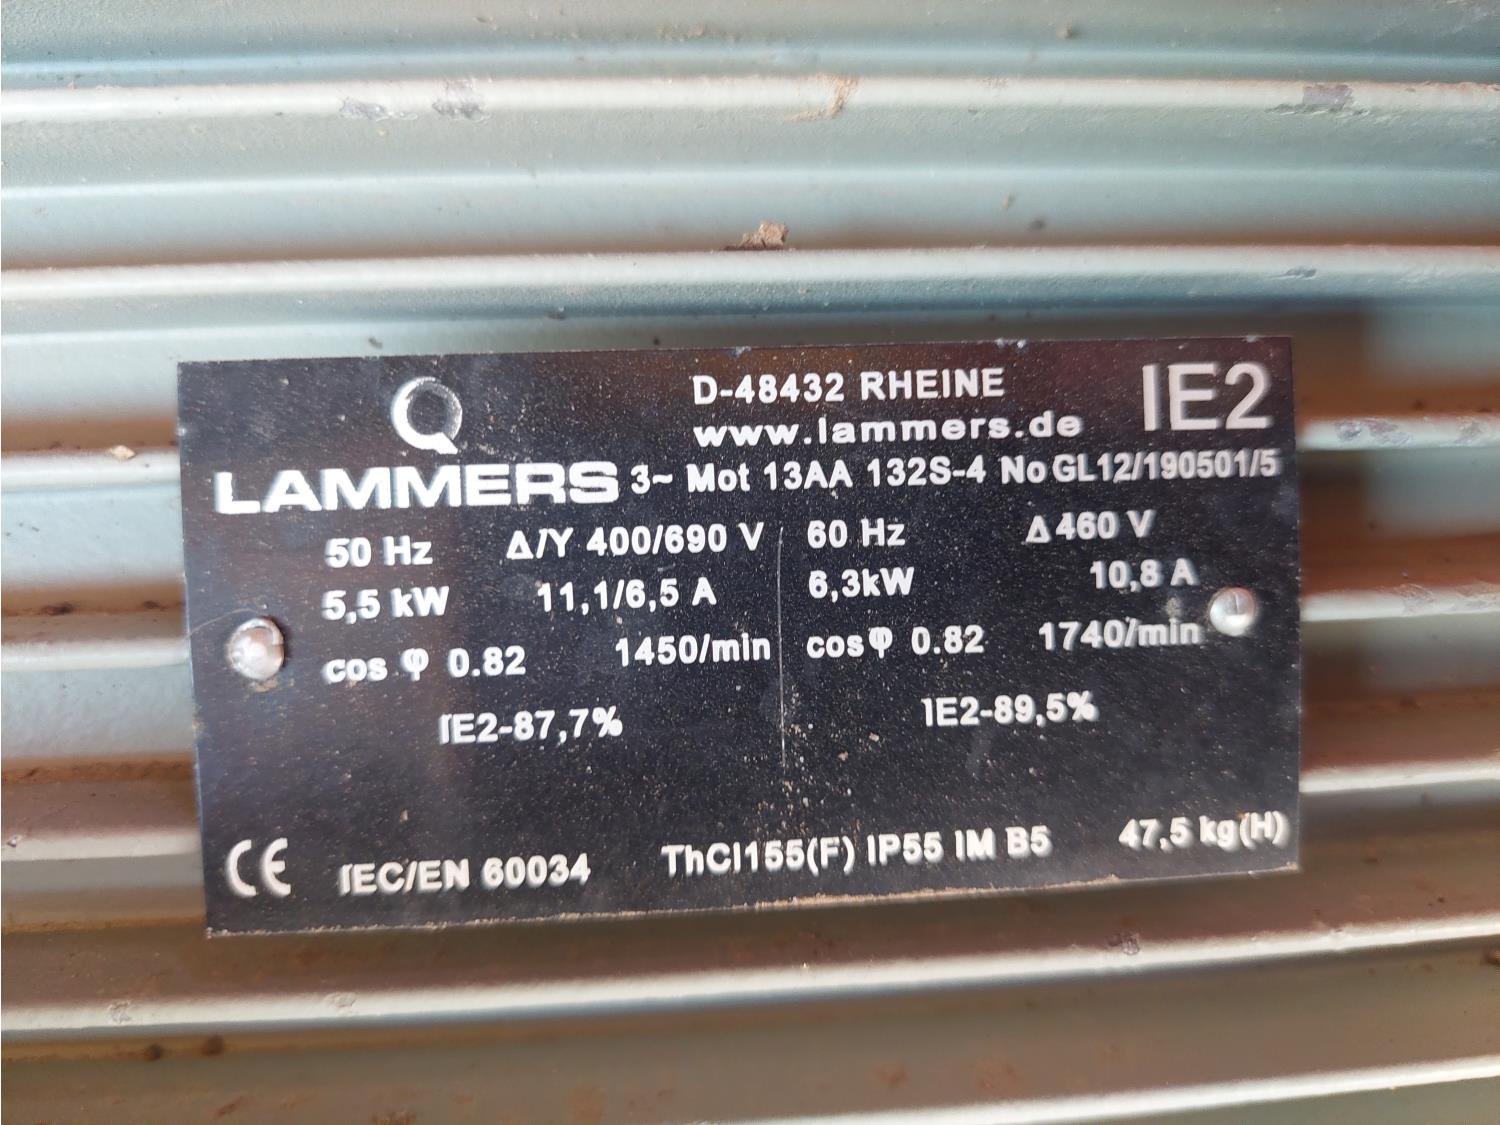 D-48432 RHEINE IE2
www.lammers.de
LAMMERS 3~ Mot 13AA 132S-4 No GL12/190501/5
50 Hz Δ/Y 400/690 V 60 Hz Δ 460 V
5,5 kW 11,1/6,5 A 6,3kW 10,8 A
cos φ 0.82 1450/min cos φ 0.82 1740/min
IE2-87,7% IE2-89,5%
CE IEC/EN 60034 ThCl155(F) IP55 IM B5 47,5 kg(H)